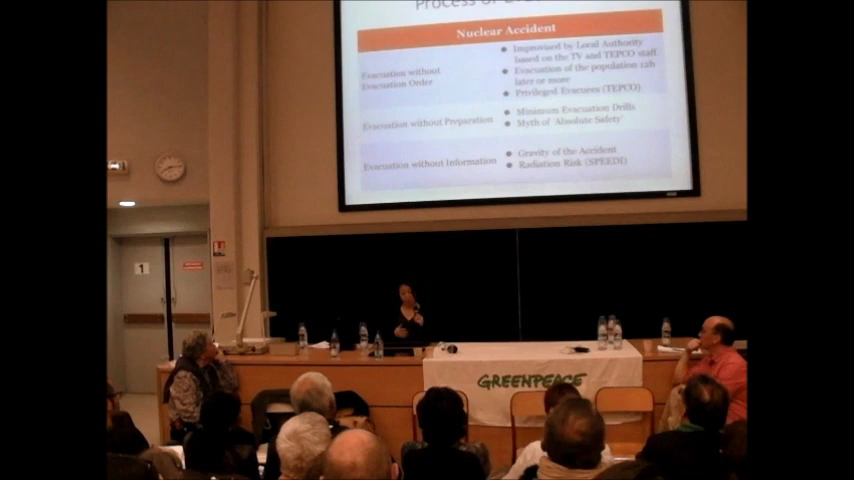 Process of
Nuclear Accident
Evacuation without
Evacuation Order
● Improvised by Local Authority
based on the TV and TEPCO staff
● Evacuation of the population 12h
later or more
● Privileged Evacuees (TEPCO)
Evacuation without Preparation
● Minimum Evacuation Drills
● Myth of 'Absolute Safety'
Evacuation without Information
● Gravity of the Accident
● Radiation Risk (SPEEDI)
1
GREENPEACE